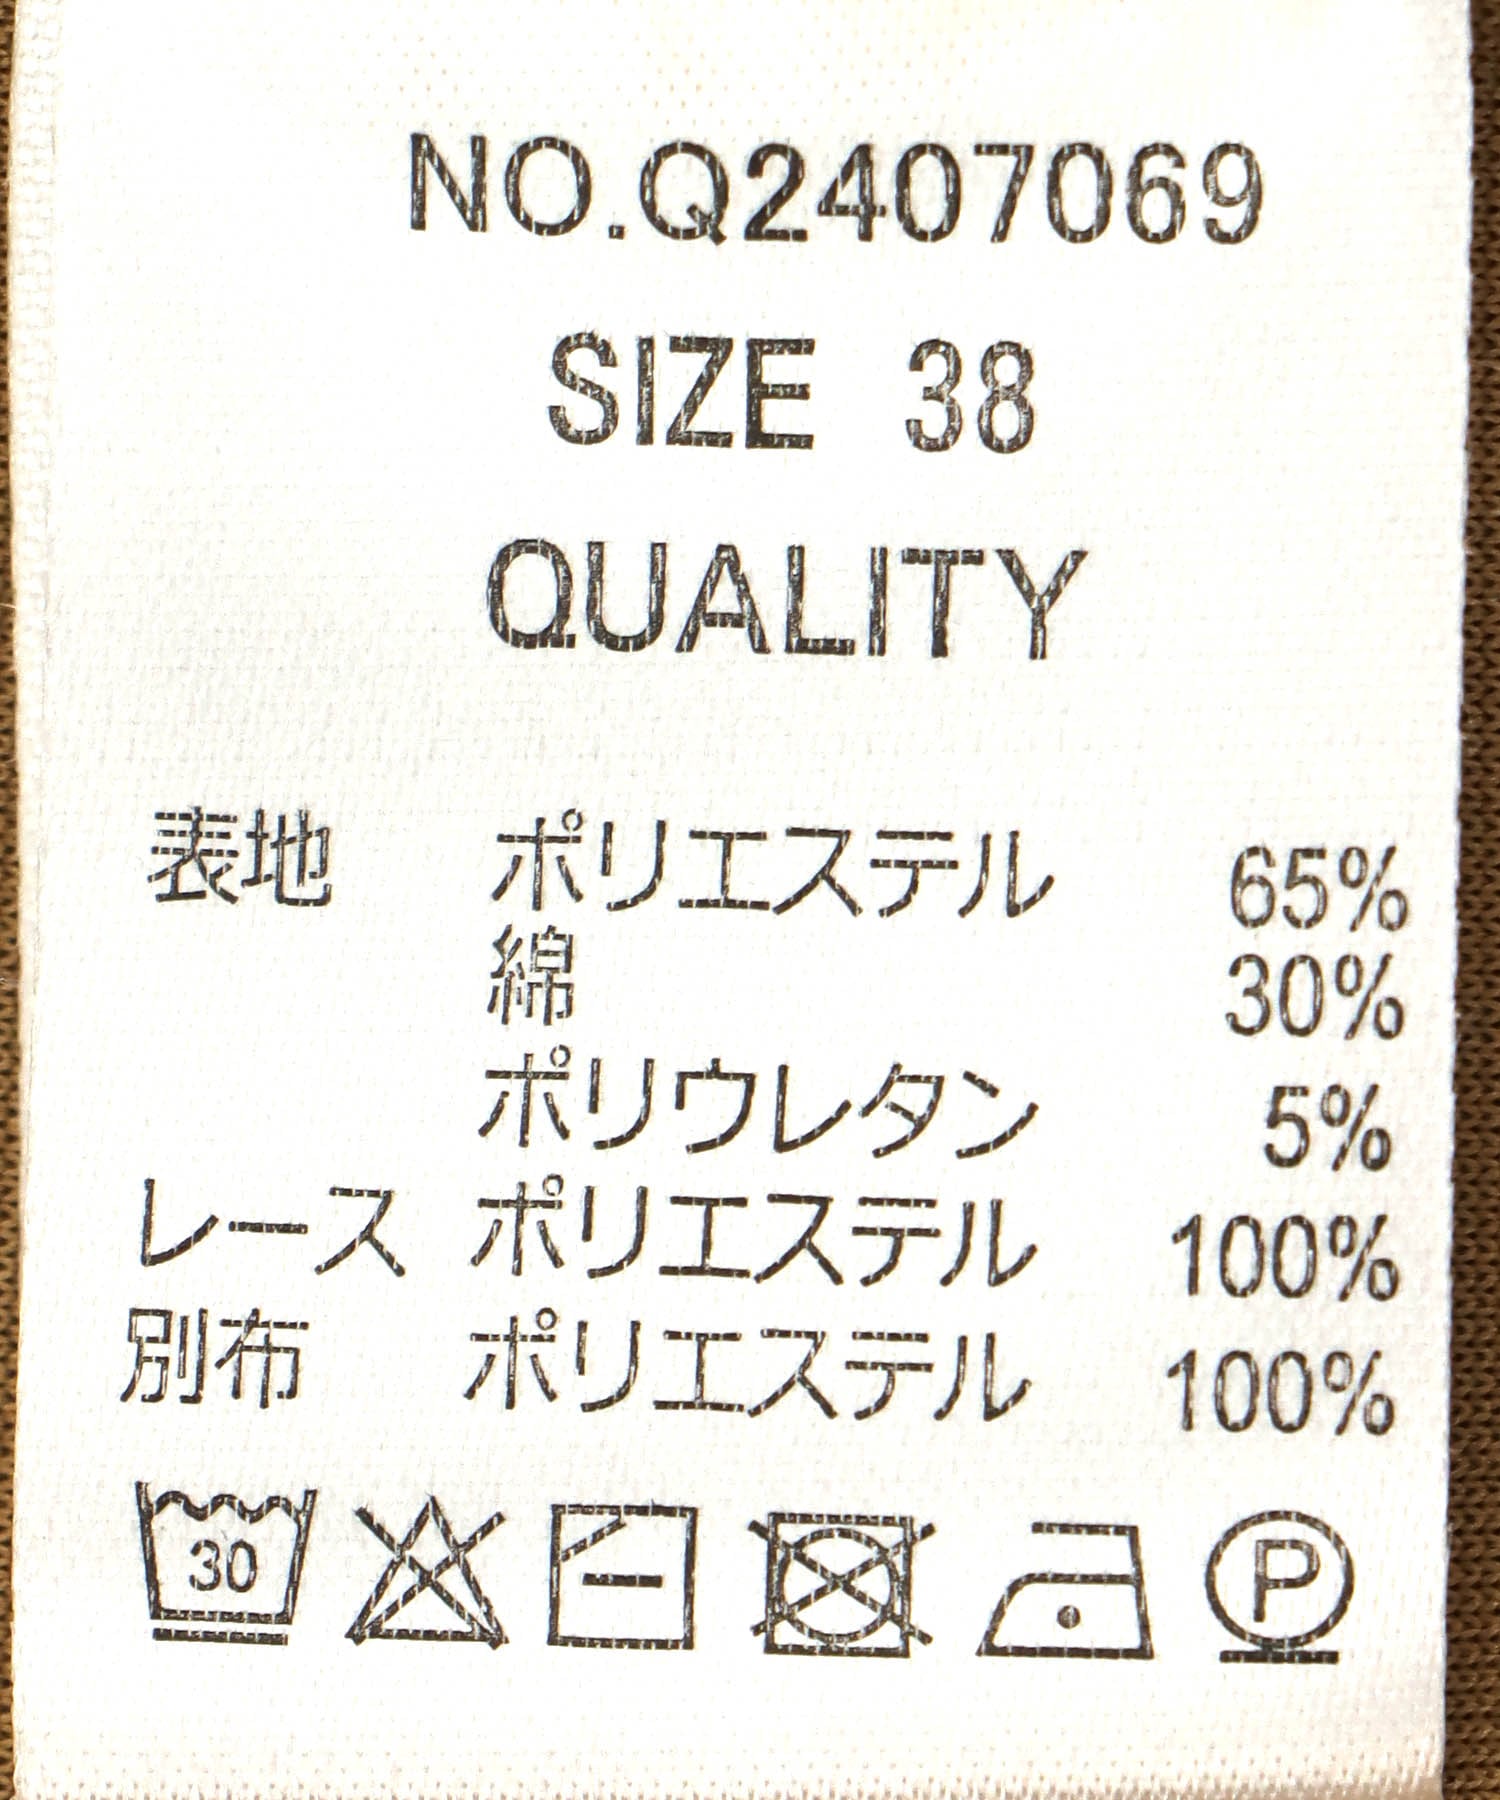 NO.Q2407069
SIZE 38
QUALITY
表地 ポリエステル 65%
綿 30%
ポリウレタン 5%
レース ポリエステル 100%
別布 ポリエステル 100%
30 P